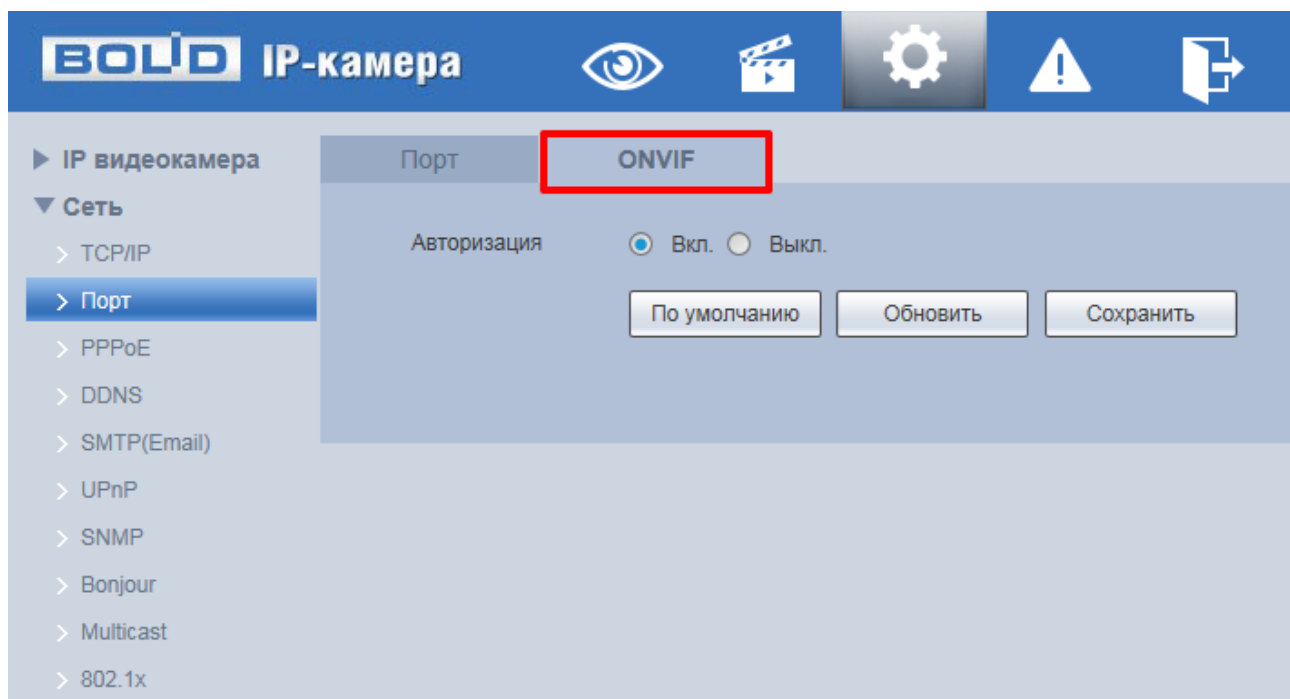 BOLID IP-камера
IP видеокамера
Сеть
TCP/IP
Порт
PPPoE
DDNS
SMTP(Email)
UPnP
SNMP
Bonjour
Multicast
802.1x
Порт ONVIF
Авторизация Вкл. Выкл.
По умолчанию Обновить Сохранить